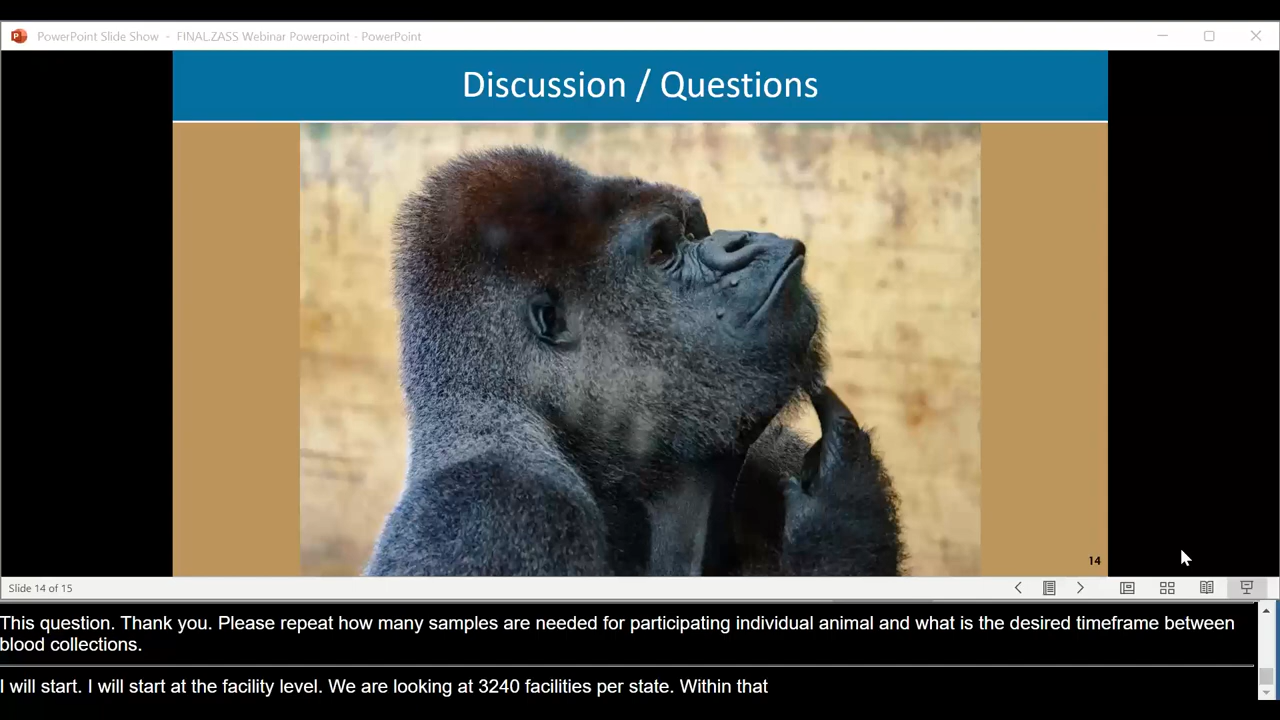 PowerPoint Slide Show - FINAL.ZASS Webinar Powerpoint - PowerPoint
Discussion / Questions
14
Slide 14 of 15
This question. Thank you. Please repeat how many samples are needed for participating individual animal and what is the desired timeframe between
blood collections.
I will start. I will start at the facility level. We are looking at 3240 facilities per state. Within that